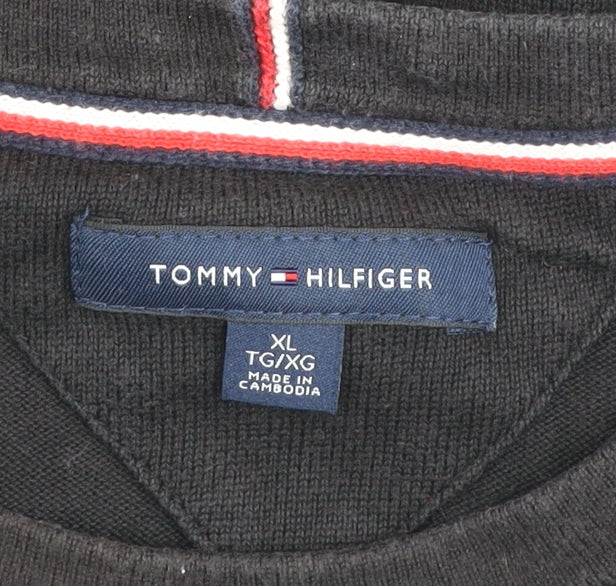 TOMMY HILFIGER
XL
TG/XG
MADE IN
CAMBODIA